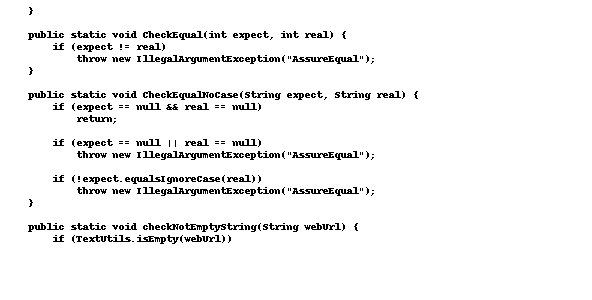 }
public static void CheckEqual(int expect, int real) {
if (expect != real)
throw new IllegalArgumentException("AssureEqual");
}
public static void CheckEqualNoCase(String expect, String real) {
if (expect == null && real == null)
return;
if (expect == null || real == null)
throw new IllegalArgumentException("AssureEqual");
if (!expect.equalsIgnoreCase(real))
throw new IllegalArgumentException("AssureEqual");
}
public static void checkNotEmptyString(String webUrl) {
if (TextUtils.isEmpty(webUrl))